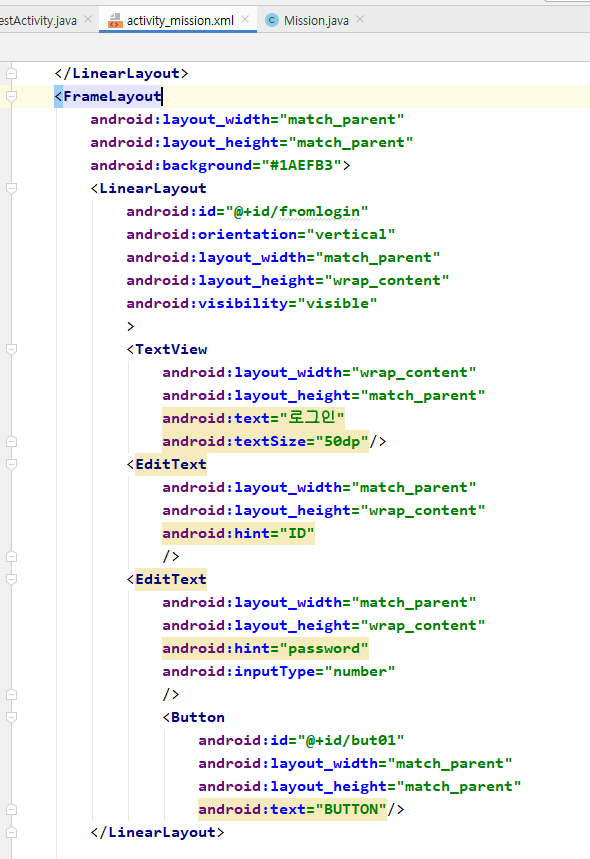 estActivity.java × activity_mission.xml × C Mission.java ×
</LinearLayout>
<FrameLayout
android:layout_width="match_parent"
android:layout_height="match_parent"
android:background="#1AEFB3">
<LinearLayout
android:id="@+id/fromlogin"
android:orientation="vertical"
android:layout_width="match_parent"
android:layout_height="wrap_content"
android:visibility="visible"
>
<TextView
android:layout_width="wrap_content"
android:layout_height="match_parent"
android:text="로그인"
android:textSize="50dp"/>
<EditText
android:layout_width="match_parent"
android:layout_height="wrap_content"
android:hint="ID"
/>
<EditText
android:layout_width="match_parent"
android:layout_height="wrap_content"
android:hint="password"
android:inputType="number"
/>
<Button
android:id="@+id/but01"
android:layout_width="match_parent"
android:layout_height="match_parent"
android:text="BUTTON"/>
</LinearLayout>